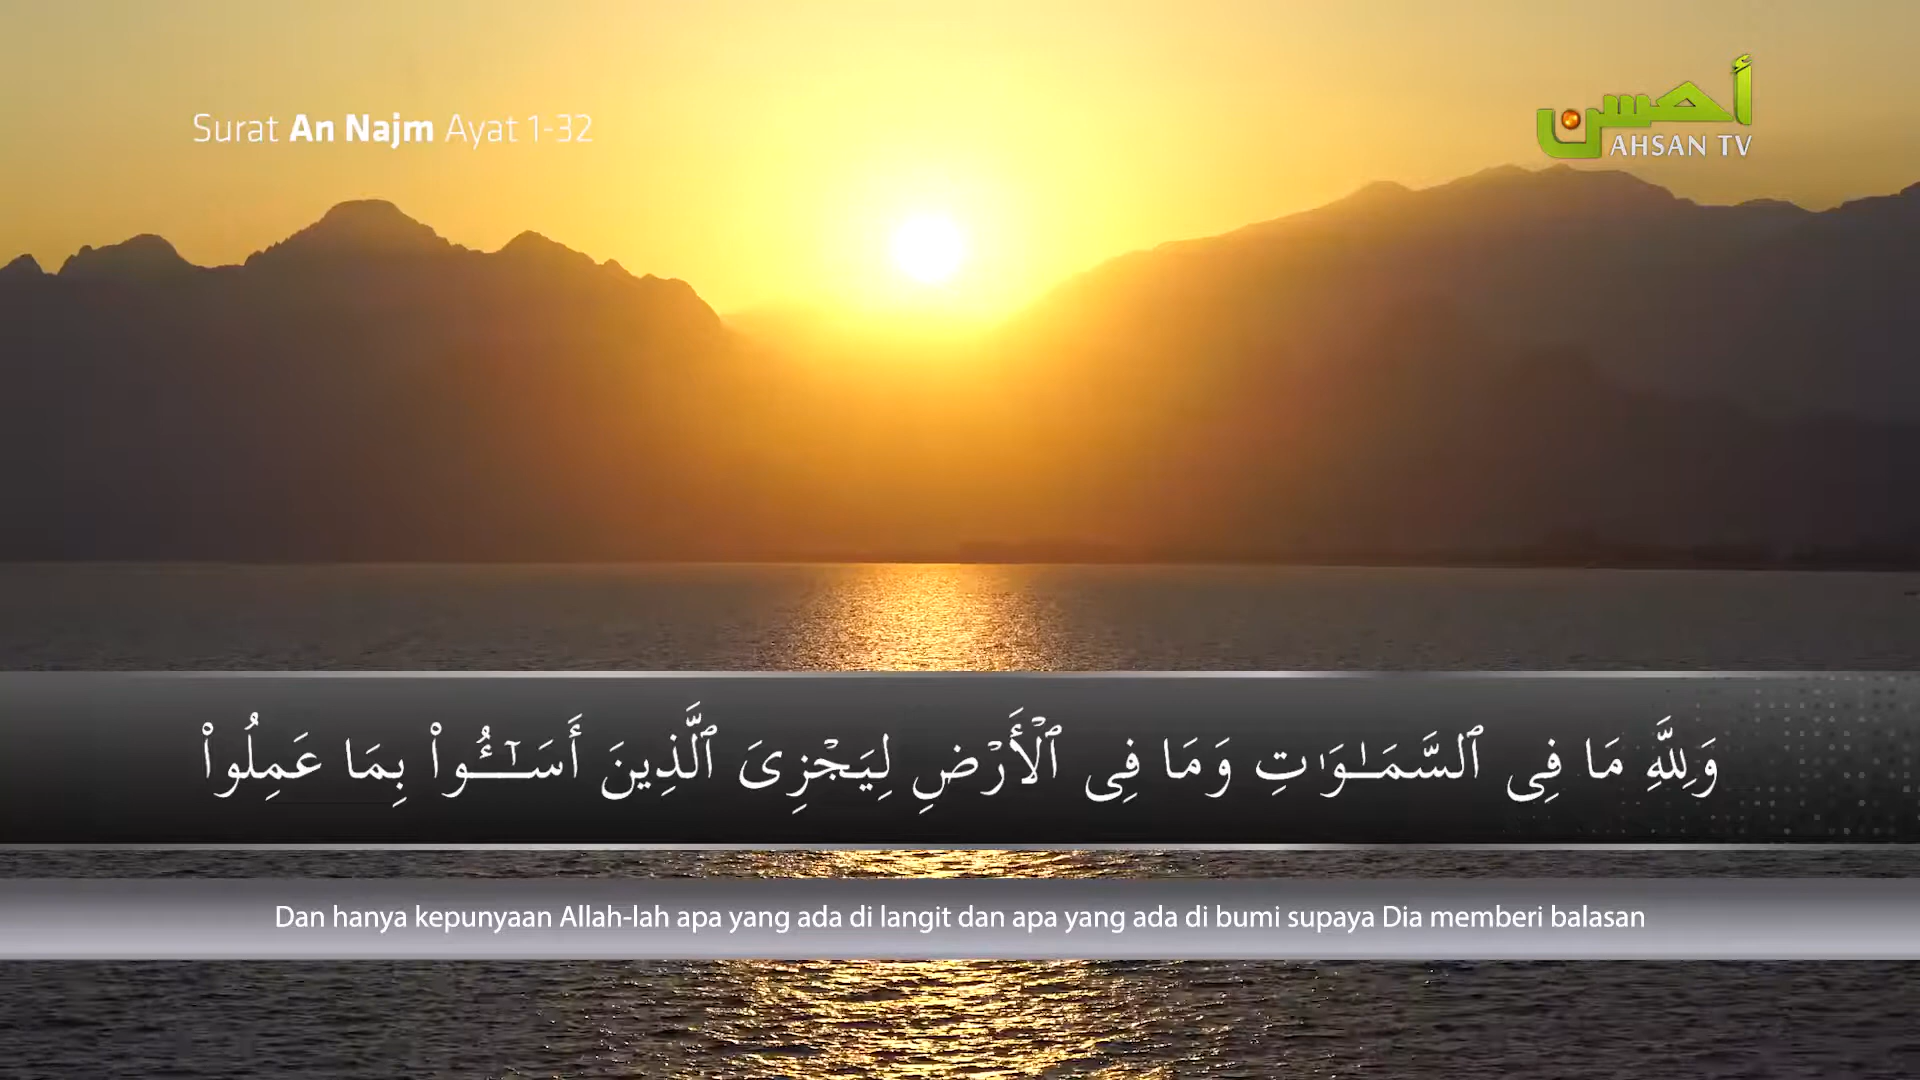 Surat An Najm Ayat 1-32
أحسن
AHSAN TV
وَلِلَّهِ مَا فِى ٱلسَّمَـٰوَٰتِ وَمَا فِى ٱلْأَرْضِ لِيَجْزِىَ ٱلَّذِينَ أَسَـٰٓـُٔوا۟ بِمَا عَمِلُوا۟
Dan hanya kepunyaan Allah-lah apa yang ada di langit dan apa yang ada di bumi supaya Dia memberi balasan